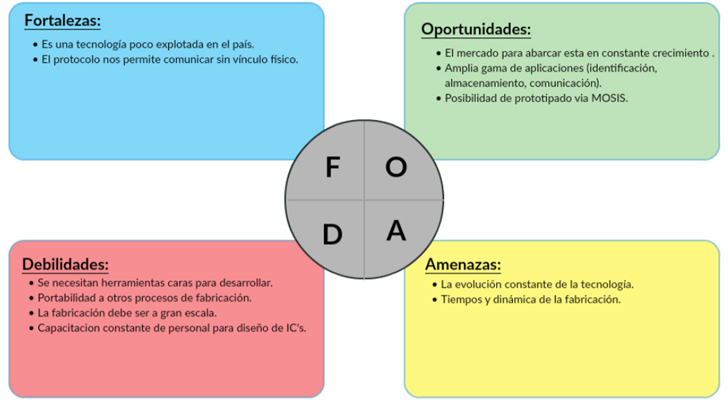 Fortalezas:
• Es una tecnología poco explotada en el país.
• El protocolo nos permite comunicar sin vínculo físico.
Oportunidades:
• El mercado para abarcar esta en constante crecimiento .
• Amplia gama de aplicaciones (identificación,
almacenamiento, comunicación).
• Posibilidad de prototipado via MOSIS.
F O
D A
Debilidades:
• Se necesitan herramientas caras para desarrollar.
• Portabilidad a otros procesos de fabricación.
• La fabricación debe ser a gran escala.
• Capacitacion constante de personal para diseño de IC's.
Amenazas:
• La evolución constante de la tecnología.
• Tiempos y dinámica de la fabricación.